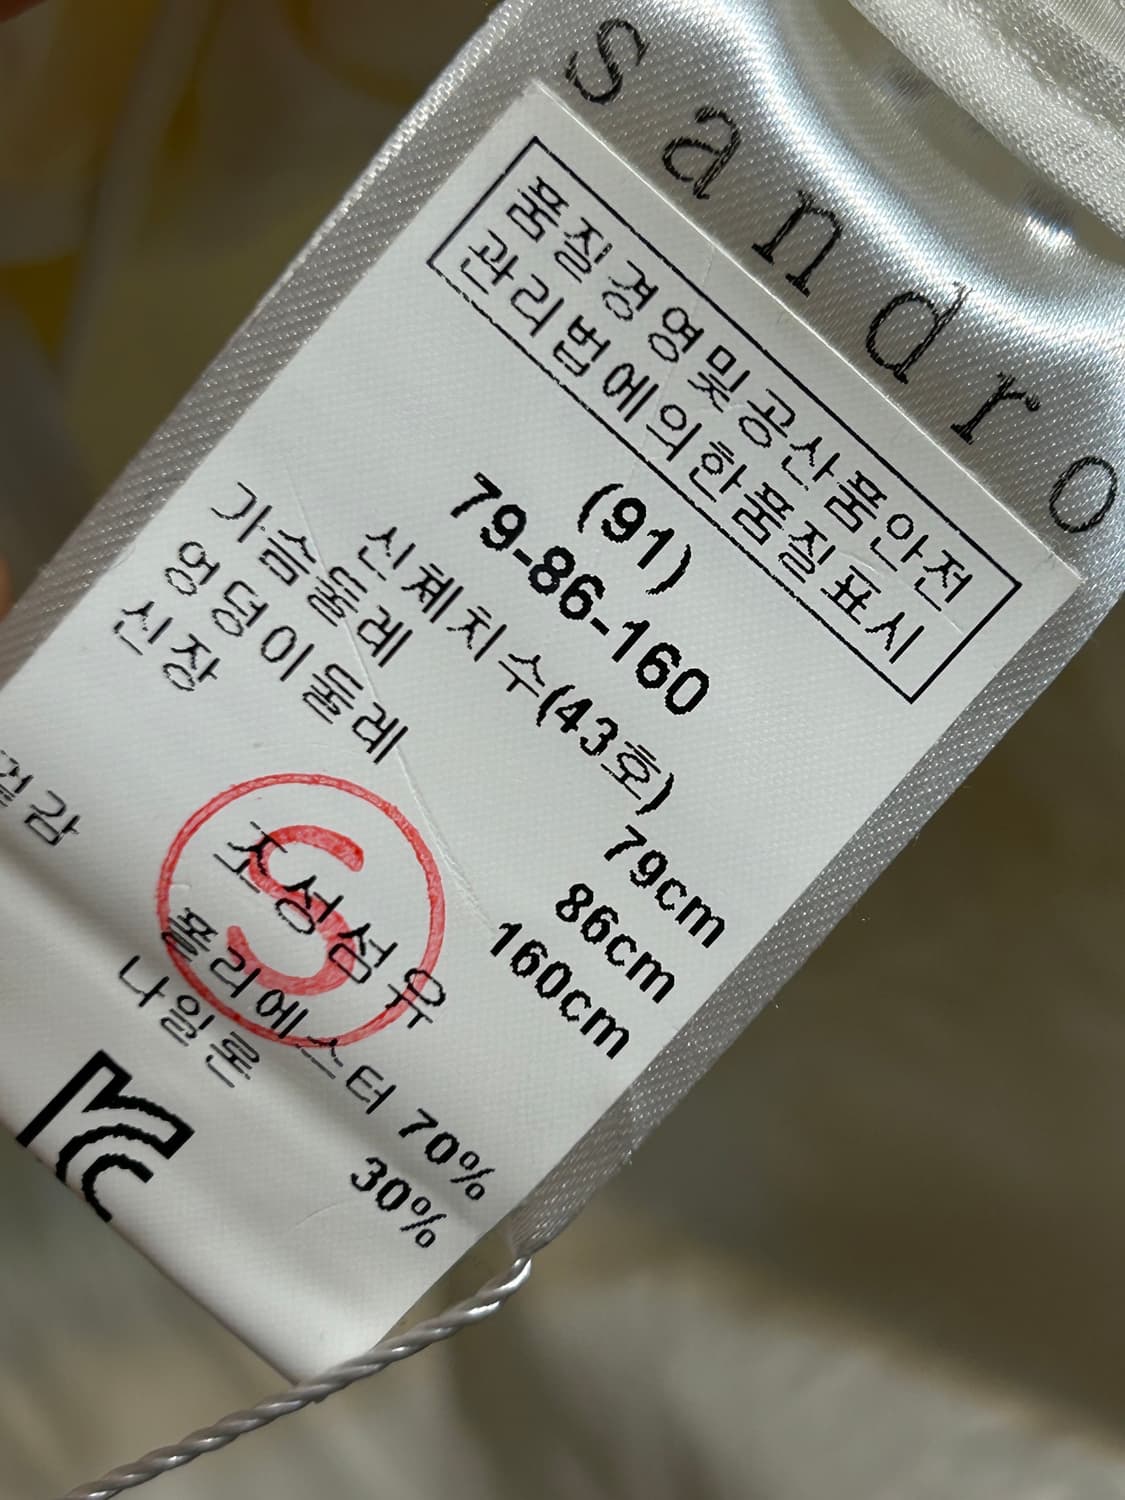 sandro
품질경영및공산품안전
관리법에의한품질표시
(91)
79-86-160
신체치수(43호)
가슴둘레 79cm
엉덩이둘레 86cm
신장 160cm
겉감
S
조성섬유
폴리에스터 70%
나일론 30%